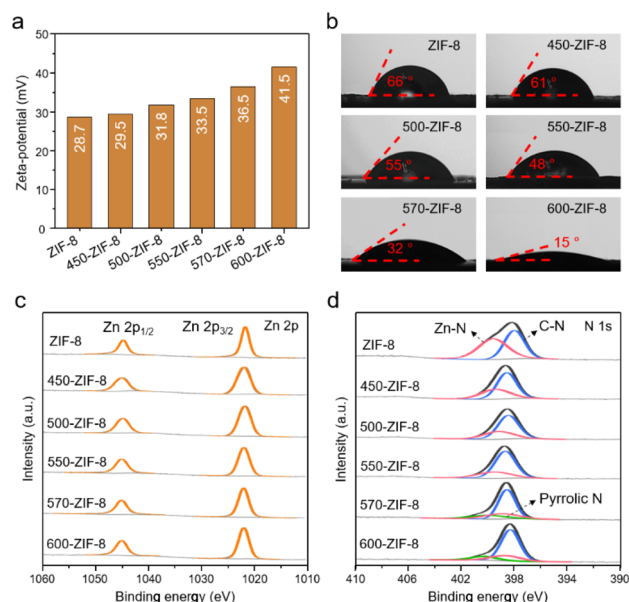 a
Zeta-potential (mV)
50
40
30
20
10
0
28.7
29.5
31.8
33.5
36.5
41.5
ZIF-8
450-ZIF-8
500-ZIF-8
550-ZIF-8
570-ZIF-8
600-ZIF-8
b
ZIF-8
66 °
450-ZIF-8
61 °
500-ZIF-8
55 °
550-ZIF-8
48 °
570-ZIF-8
32 °
600-ZIF-8
15 °
c
Zn 2p1/2
Zn 2p3/2
Zn 2p
ZIF-8
450-ZIF-8
500-ZIF-8
550-ZIF-8
570-ZIF-8
600-ZIF-8
Intensity (a.u.)
1060 1050 1040 1030 1020 1010
Binding energy (eV)
d
Zn-N
C-N
N 1s
ZIF-8
450-ZIF-8
500-ZIF-8
550-ZIF-8
570-ZIF-8
Pyrrolic N
600-ZIF-8
Intensity (a.u.)
410 406 402 398 394 390
Binding energy (eV)